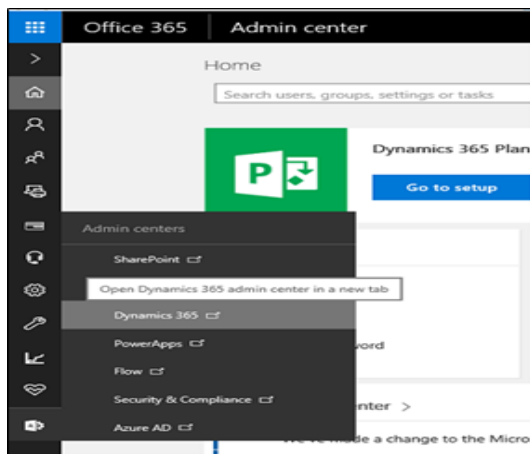 Office 365 Admin center
Home
Search users, groups, settings or tasks
Dynamics 365 Plan
Go to setup
Admin centers
SharePoint
Open Dynamics 365 admin center in a new tab
Dynamics 365
PowerApps
vord
Flow
Security & Compliance
nter >
Azure AD
We've made a change to the Micro